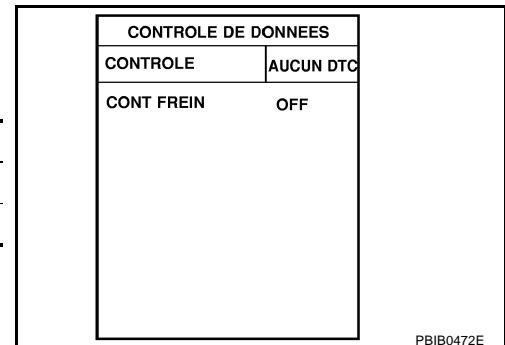 CONTROLE DE DONNEES
CONTROLE AUCUN DTC
CONT FREIN OFF
PBIB0472E